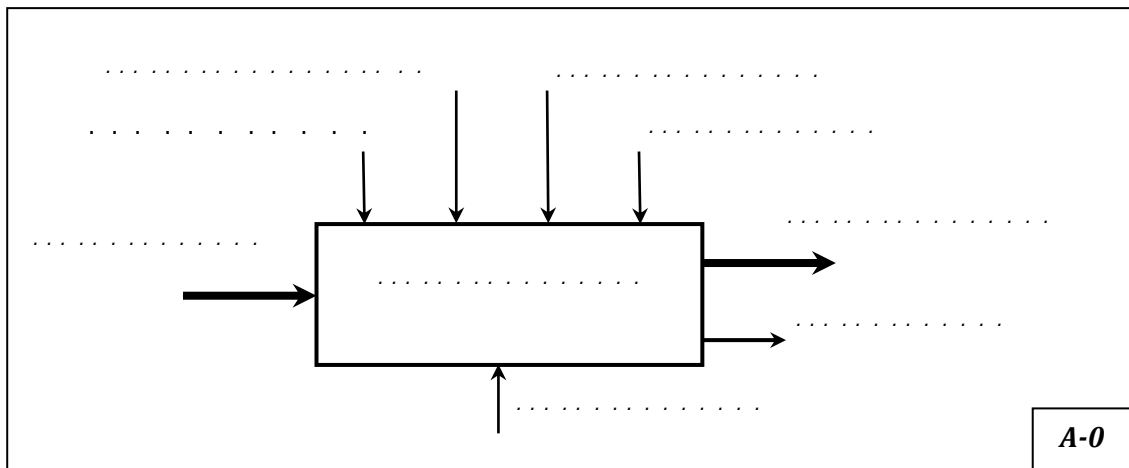 . . . . . . . . . . . . . . . . . .
. . . . . . . . . . . . . . .
. . . . . . . . . . .
. . . . . . . . . . . . . .
. . . . . . . . . . . . . . .
. . . . . . . . . . . . . .
. . . . . . . . . . . . . . .
. . . . . . . . . . . . .
. . . . . . . . . . . . . .
A-0